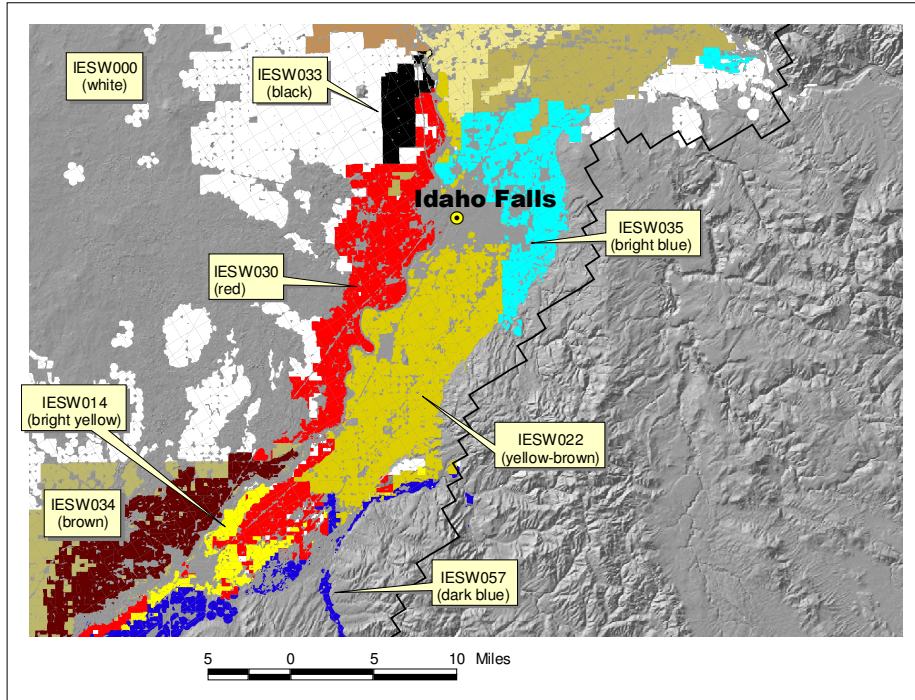 IESW000
(white)
IESW033
(black)
Idaho Falls
IESW035
(bright blue)
IESW030
(red)
IESW014
(bright yellow)
IESW022
(yellow-brown)
IESW034
(brown)
IESW057
(dark blue)
5 0 5 10 Miles